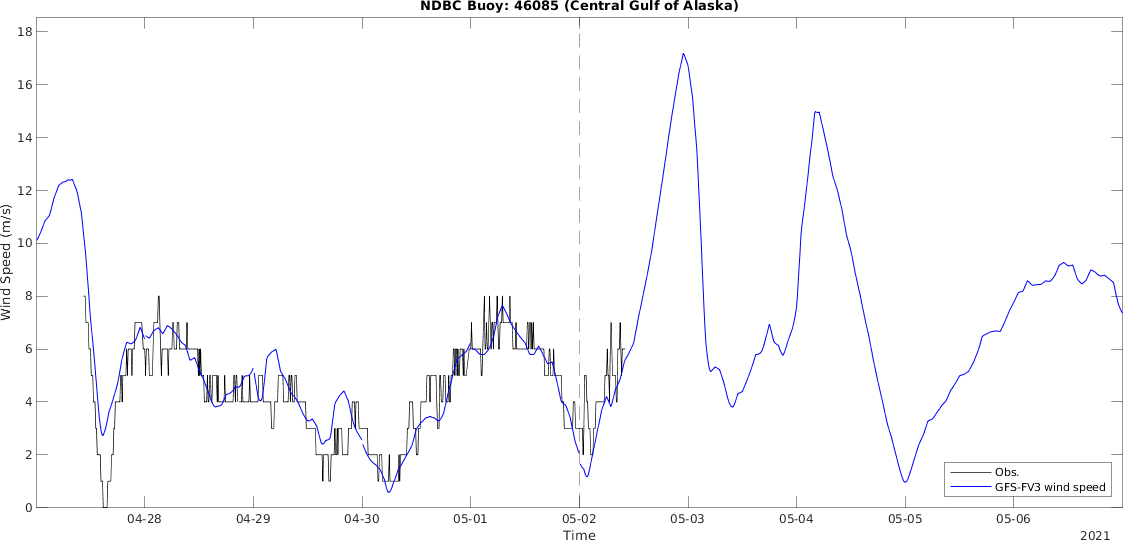 NDBC Buoy: 46085 (Central Gulf of Alaska)
18
16
14
12
10
8
6
4
2
0
Wind Speed (m/s)
04-28 04-29 04-30 05-01 05-02 05-03 05-04 05-05 05-06
Time
2021
Obs.
GFS-FV3 wind speed